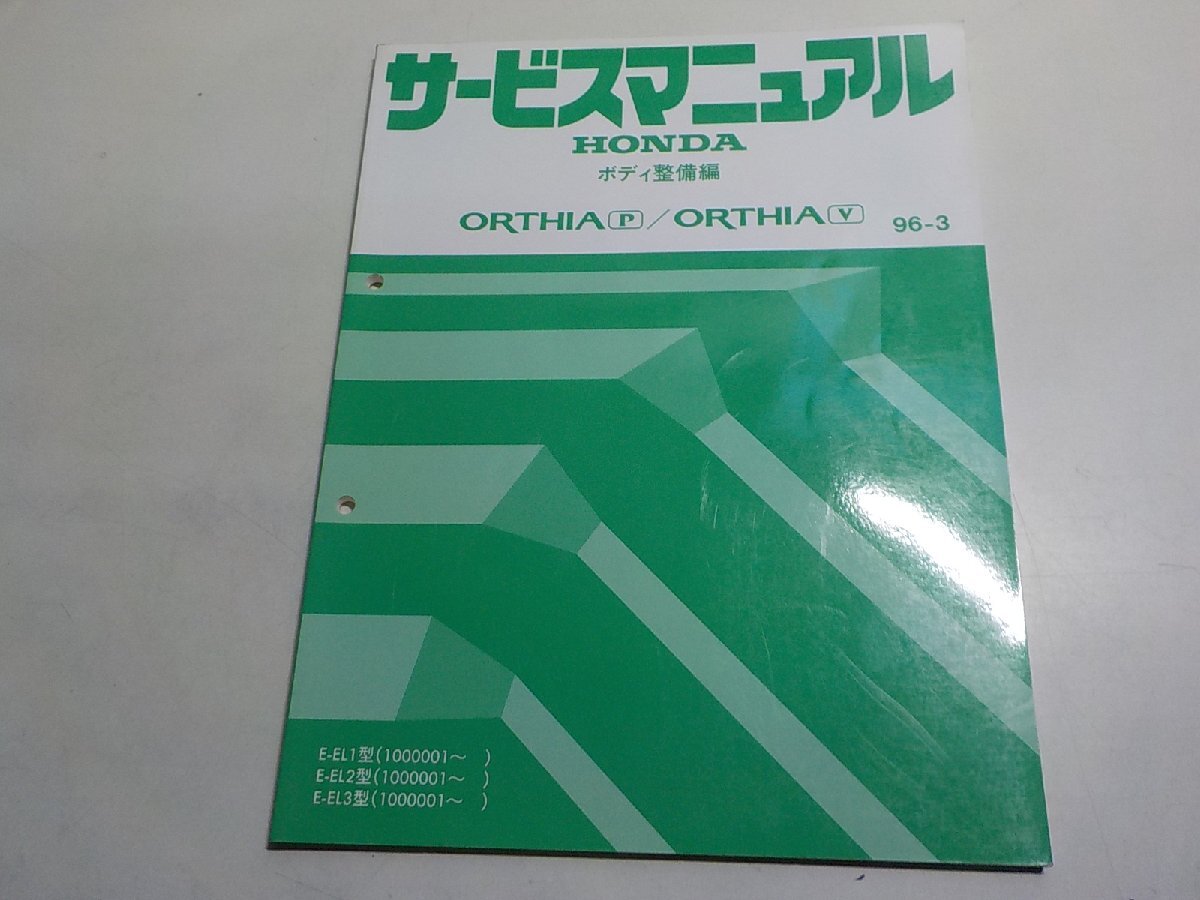 サービスマニュアル
HONDA
ボディ整備編
ORTHIA P / ORTHIA V 96-3
E-EL1型(1000001～ )
E-EL2型(1000001～ )
E-EL3型(1000001～ )